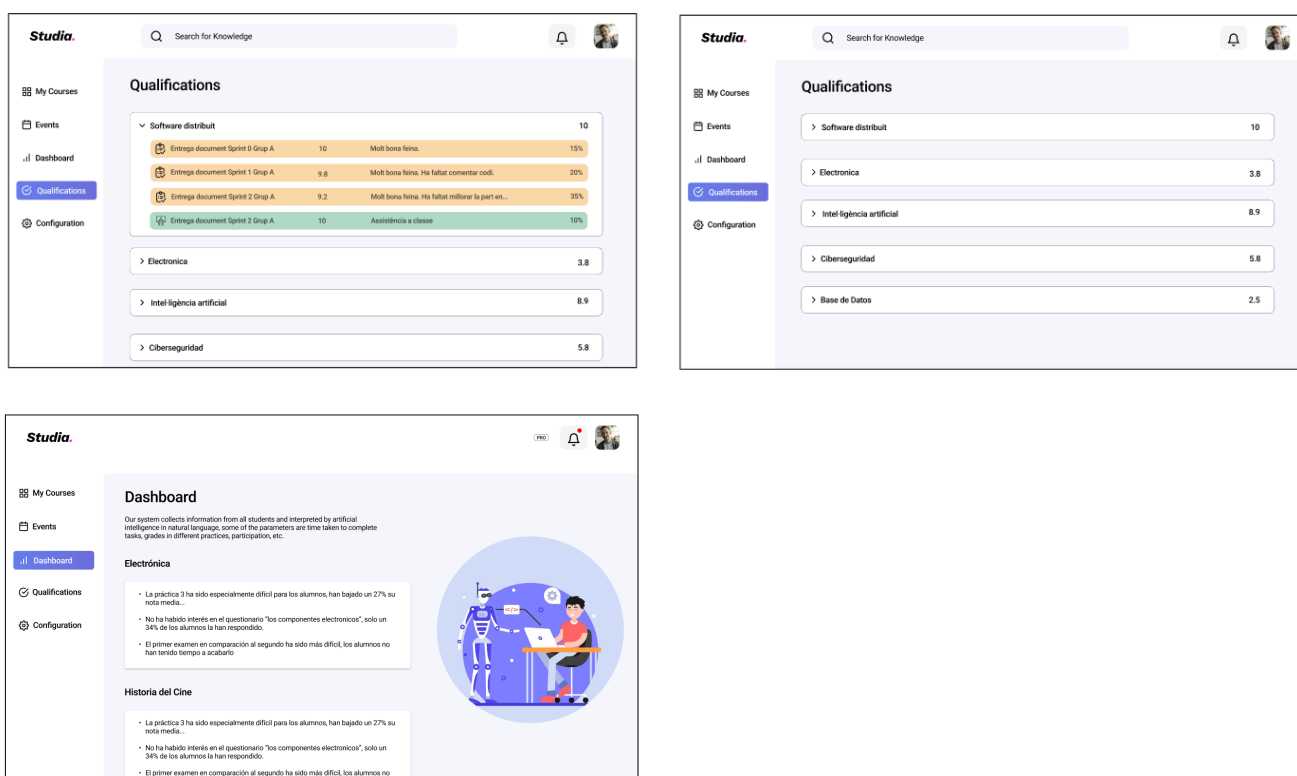 Studia.
Search for Knowledge
My Courses
Events
Dashboard
Qualifications
Configuration
Qualifications
Software distribuit 10
Entrega document Sprint 0 Grup A 10 Molt bona feina. 15%
Entrega document Sprint 1 Grup A 9.8 Molt bona feina. Ha faltat comentar codi. 20%
Entrega document Sprint 2 Grup A 9.2 Molt bona feina. Ha faltat millorar la part en... 35%
Entrega document Sprint 2 Grup A 10 Assistència a classe 10%
Electronica 3.8
Intel·ligència artificial 8.9
Ciberseguridad 5.8
Studia.
Search for Knowledge
My Courses
Events
Dashboard
Qualifications
Configuration
Qualifications
Software distribuit 10
Electronica 3.8
Intel·ligència artificial 8.9
Ciberseguridad 5.8
Base de Datos 2.5
Studia.
PRO
My Courses
Events
Dashboard
Qualifications
Configuration
Dashboard
Our system collects information from all students and interpreted by artificial
intelligence in natural language, some of the parameters are time taken to complete
tasks, grades in different practices, participation, etc.
Electrónica
• La práctica 3 ha sido especialmente difícil para los alumnos, han bajado un 27% su
nota media...
• No ha habido interés en el questionario "los componentes electronicos", solo un
34% de los alumnos la han respondido.
• El primer examen en comparación al segundo ha sido más difícil, los alumnos no
han tenido tiempo a acabarlo
</>
Historia del Cine
• La práctica 3 ha sido especialmente difícil para los alumnos, han bajado un 27% su
nota media...
• No ha habido interés en el questionario "los componentes electronicos", solo un
34% de los alumnos la han respondido.
• El primer examen en comparación al segundo ha sido más difícil, los alumnos no